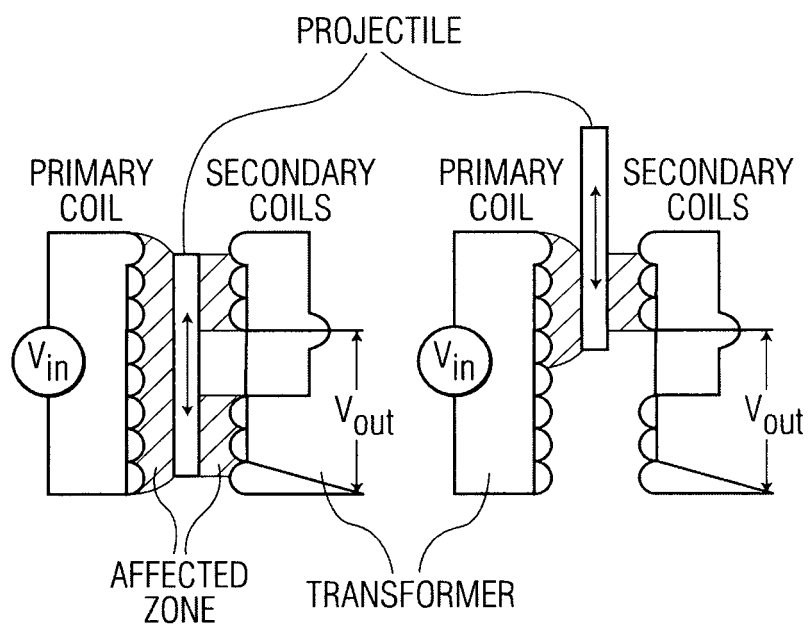 PROJECTILE
PRIMARY
COIL
SECONDARY
COILS
PRIMARY
COIL
SECONDARY
COILS
Vin
Vout
Vin
Vout
AFFECTED
ZONE
TRANSFORMER